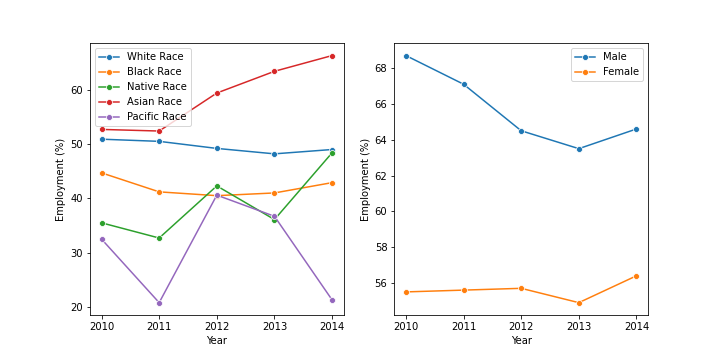 White Race
Black Race
Native Race
Asian Race
Pacific Race
60
50
40
30
20
Employment (%)
2010 2011 2012 2013 2014
Year
Male
Female
68
66
64
62
60
58
56
Employment (%)
2010 2011 2012 2013 2014
Year